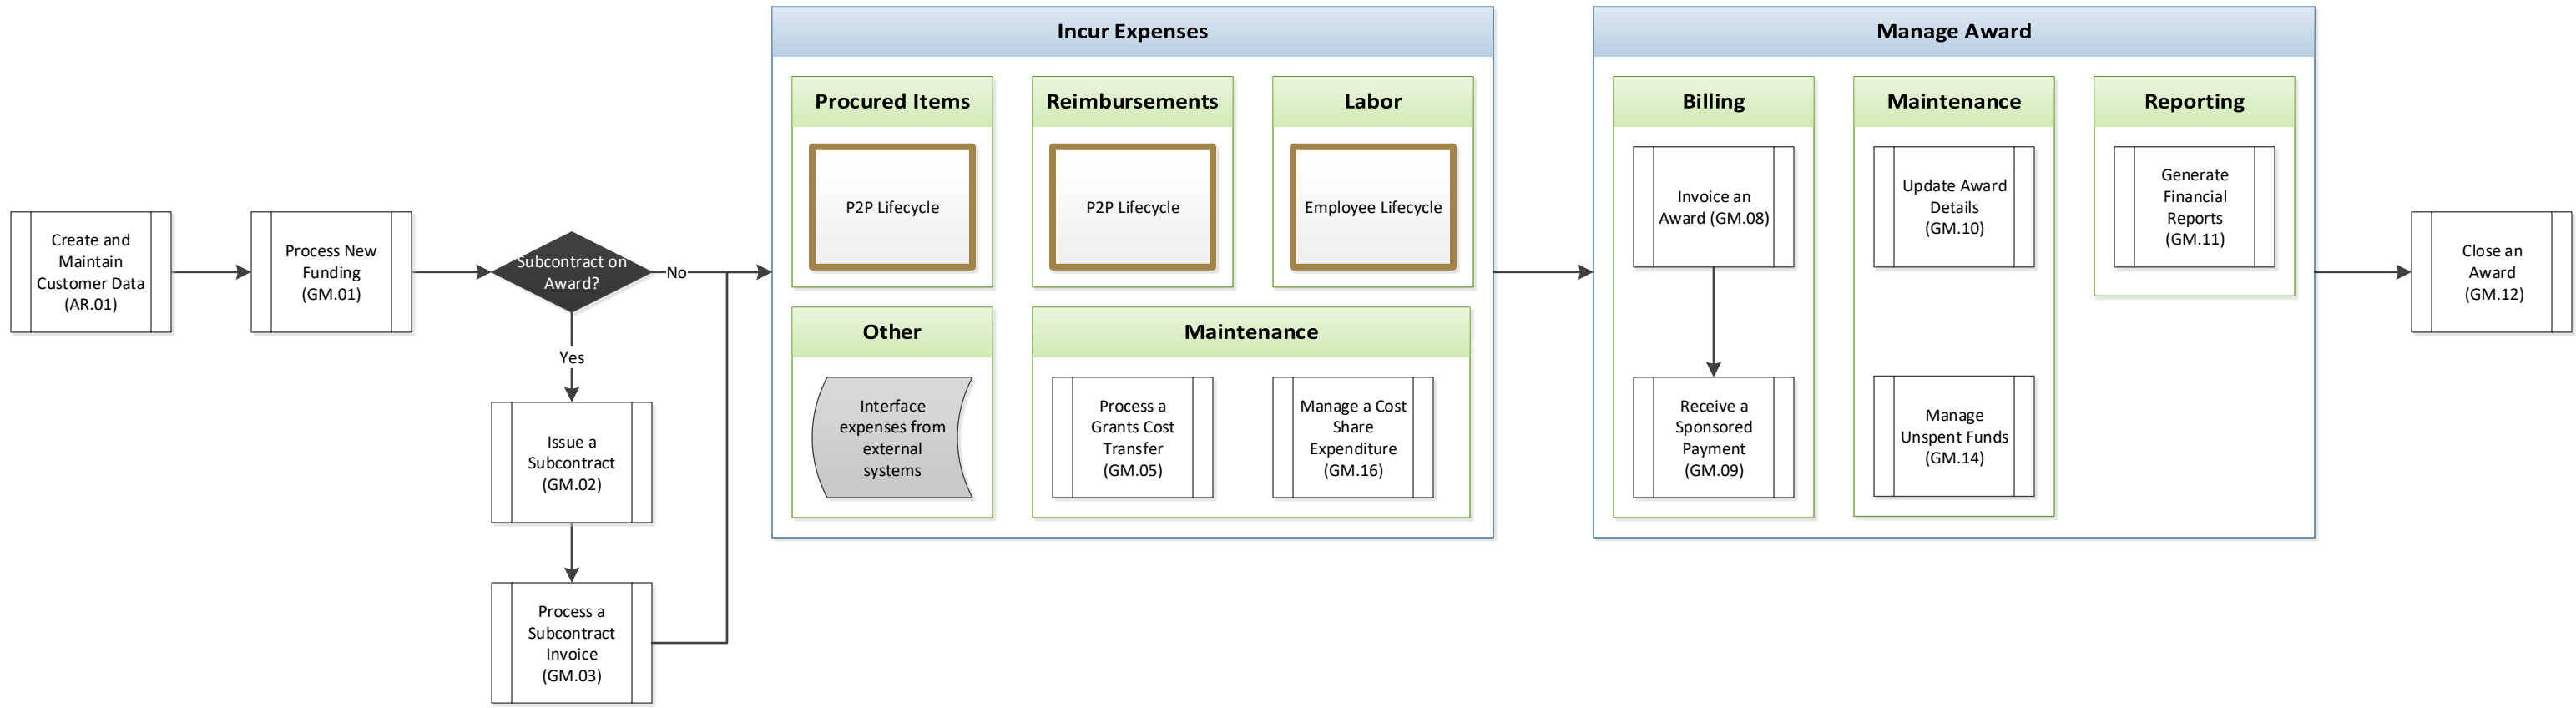 Create and
Maintain
Customer Data
(AR.01)
Process New
Funding
(GM.01)
Subcontract on
Award?
No
Yes
Issue a
Subcontract
(GM.02)
Process a
Subcontract
Invoice
(GM.03)
Incur Expenses
Procured Items
P2P Lifecycle
Reimbursements
P2P Lifecycle
Labor
Employee Lifecycle
Other
Interface
expenses from
external
systems
Maintenance
Process a
Grants Cost
Transfer
(GM.05)
Manage a Cost
Share
Expenditure
(GM.16)
Manage Award
Billing
Invoice an
Award (GM.08)
Receive a
Sponsored
Payment
(GM.09)
Maintenance
Update Award
Details
(GM.10)
Manage
Unspent Funds
(GM.14)
Reporting
Generate
Financial
Reports
(GM.11)
Close an
Award
(GM.12)